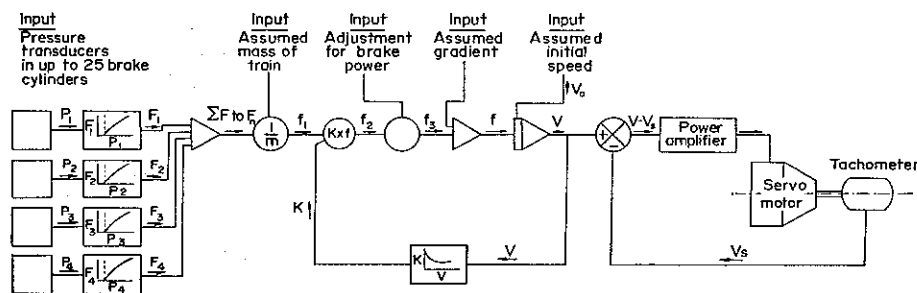 Input
Pressure
transducers
in up to 25 brake
cylinders
Input
Assumed
mass of
train
Input
Adjustment
for brake
power
Input
Assumed
gradient
Input
Assumed
initial
speed
P₁ F₁ P₁ F₁
P₂ F₂ P₂ F₂
P₃ F₃ P₃ F₃
P₄ F₄ P₄ F₄
ΣF to Fₙ
1/m
f₁
K×f
f₂
f₃
f
V₀
V
+
−
V-Vₛ
Power
amplifier
Servo
motor
Tachometer
K
K
V
V
Vs